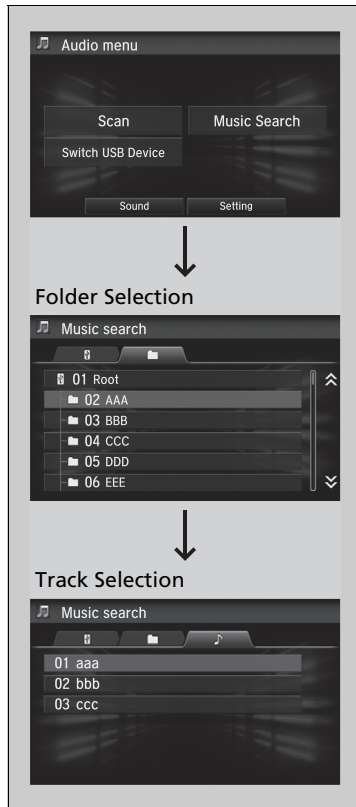 Audio menu
Scan Music Search
Switch USB Device
Sound Setting
Folder Selection
Music search
01 Root
02 AAA
03 BBB
04 CCC
05 DDD
06 EEE
Track Selection
Music search
01 aaa
02 bbb
03 ccc